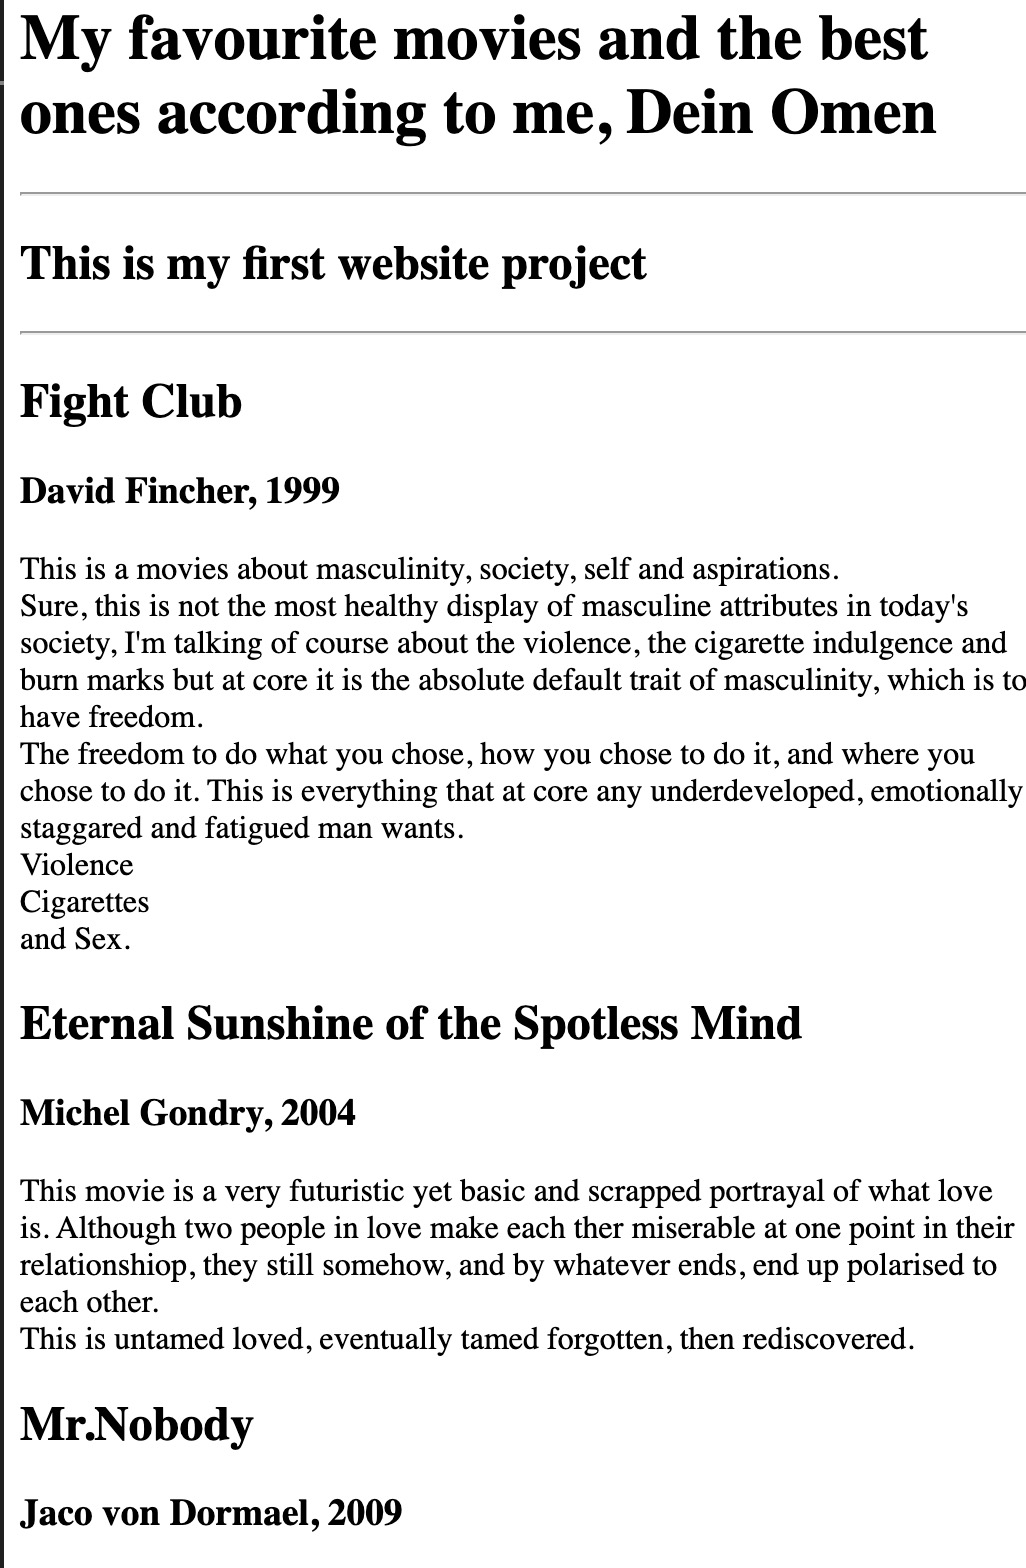 My favourite movies and the best
ones according to me, Dein Omen
This is my first website project
Fight Club
David Fincher, 1999
This is a movies about masculinity, society, self and aspirations.
Sure, this is not the most healthy display of masculine attributes in today's
society, I'm talking of course about the violence, the cigarette indulgence and
burn marks but at core it is the absolute default trait of masculinity, which is to
have freedom.
The freedom to do what you chose, how you chose to do it, and where you
chose to do it. This is everything that at core any underdeveloped, emotionally
staggared and fatigued man wants.
Violence
Cigarettes
and Sex.
Eternal Sunshine of the Spotless Mind
Michel Gondry, 2004
This movie is a very futuristic yet basic and scrapped portrayal of what love
is. Although two people in love make each ther miserable at one point in their
relationshiop, they still somehow, and by whatever ends, end up polarised to
each other.
This is untamed loved, eventually tamed forgotten, then rediscovered.
Mr.Nobody
Jaco von Dormael, 2009